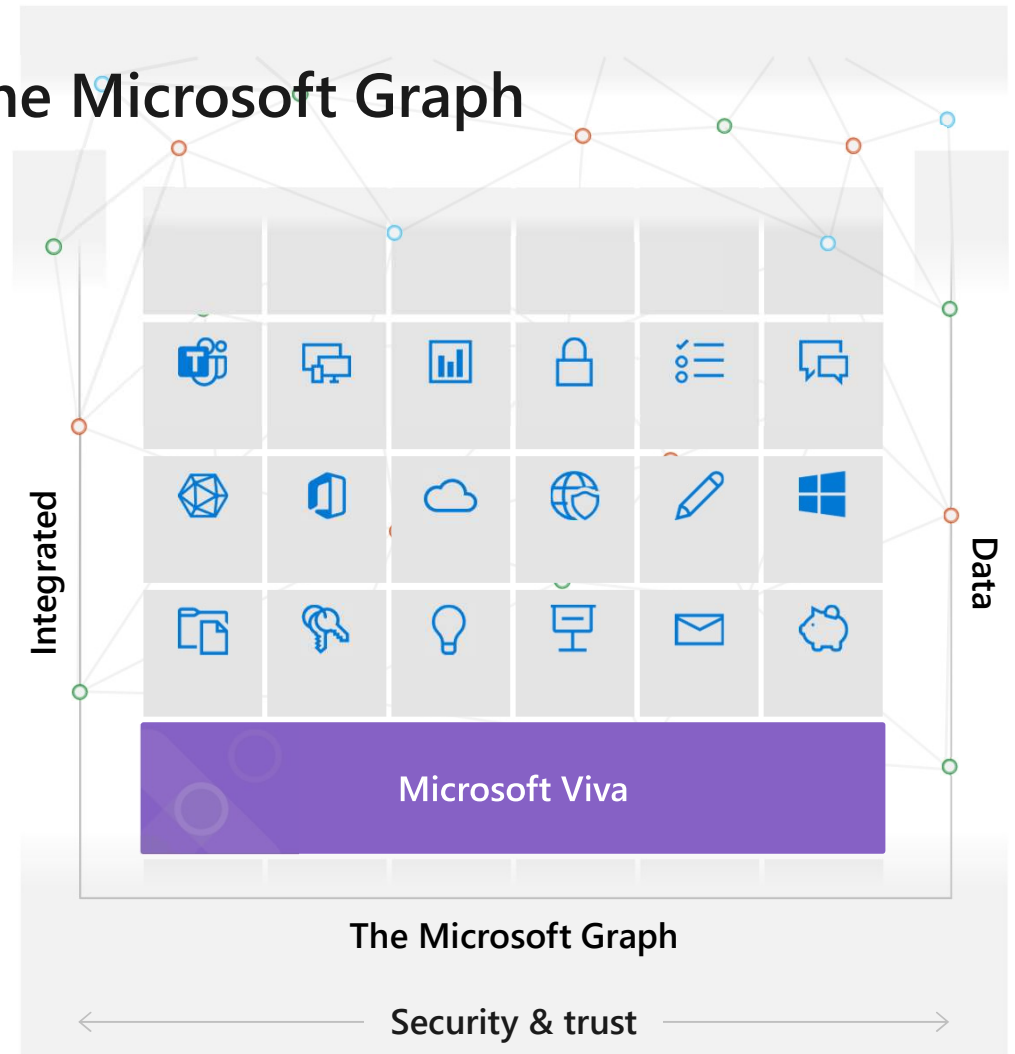 he Microsoft Graph
T
Integrated
Data
Microsoft Viva
The Microsoft Graph
Security & trust